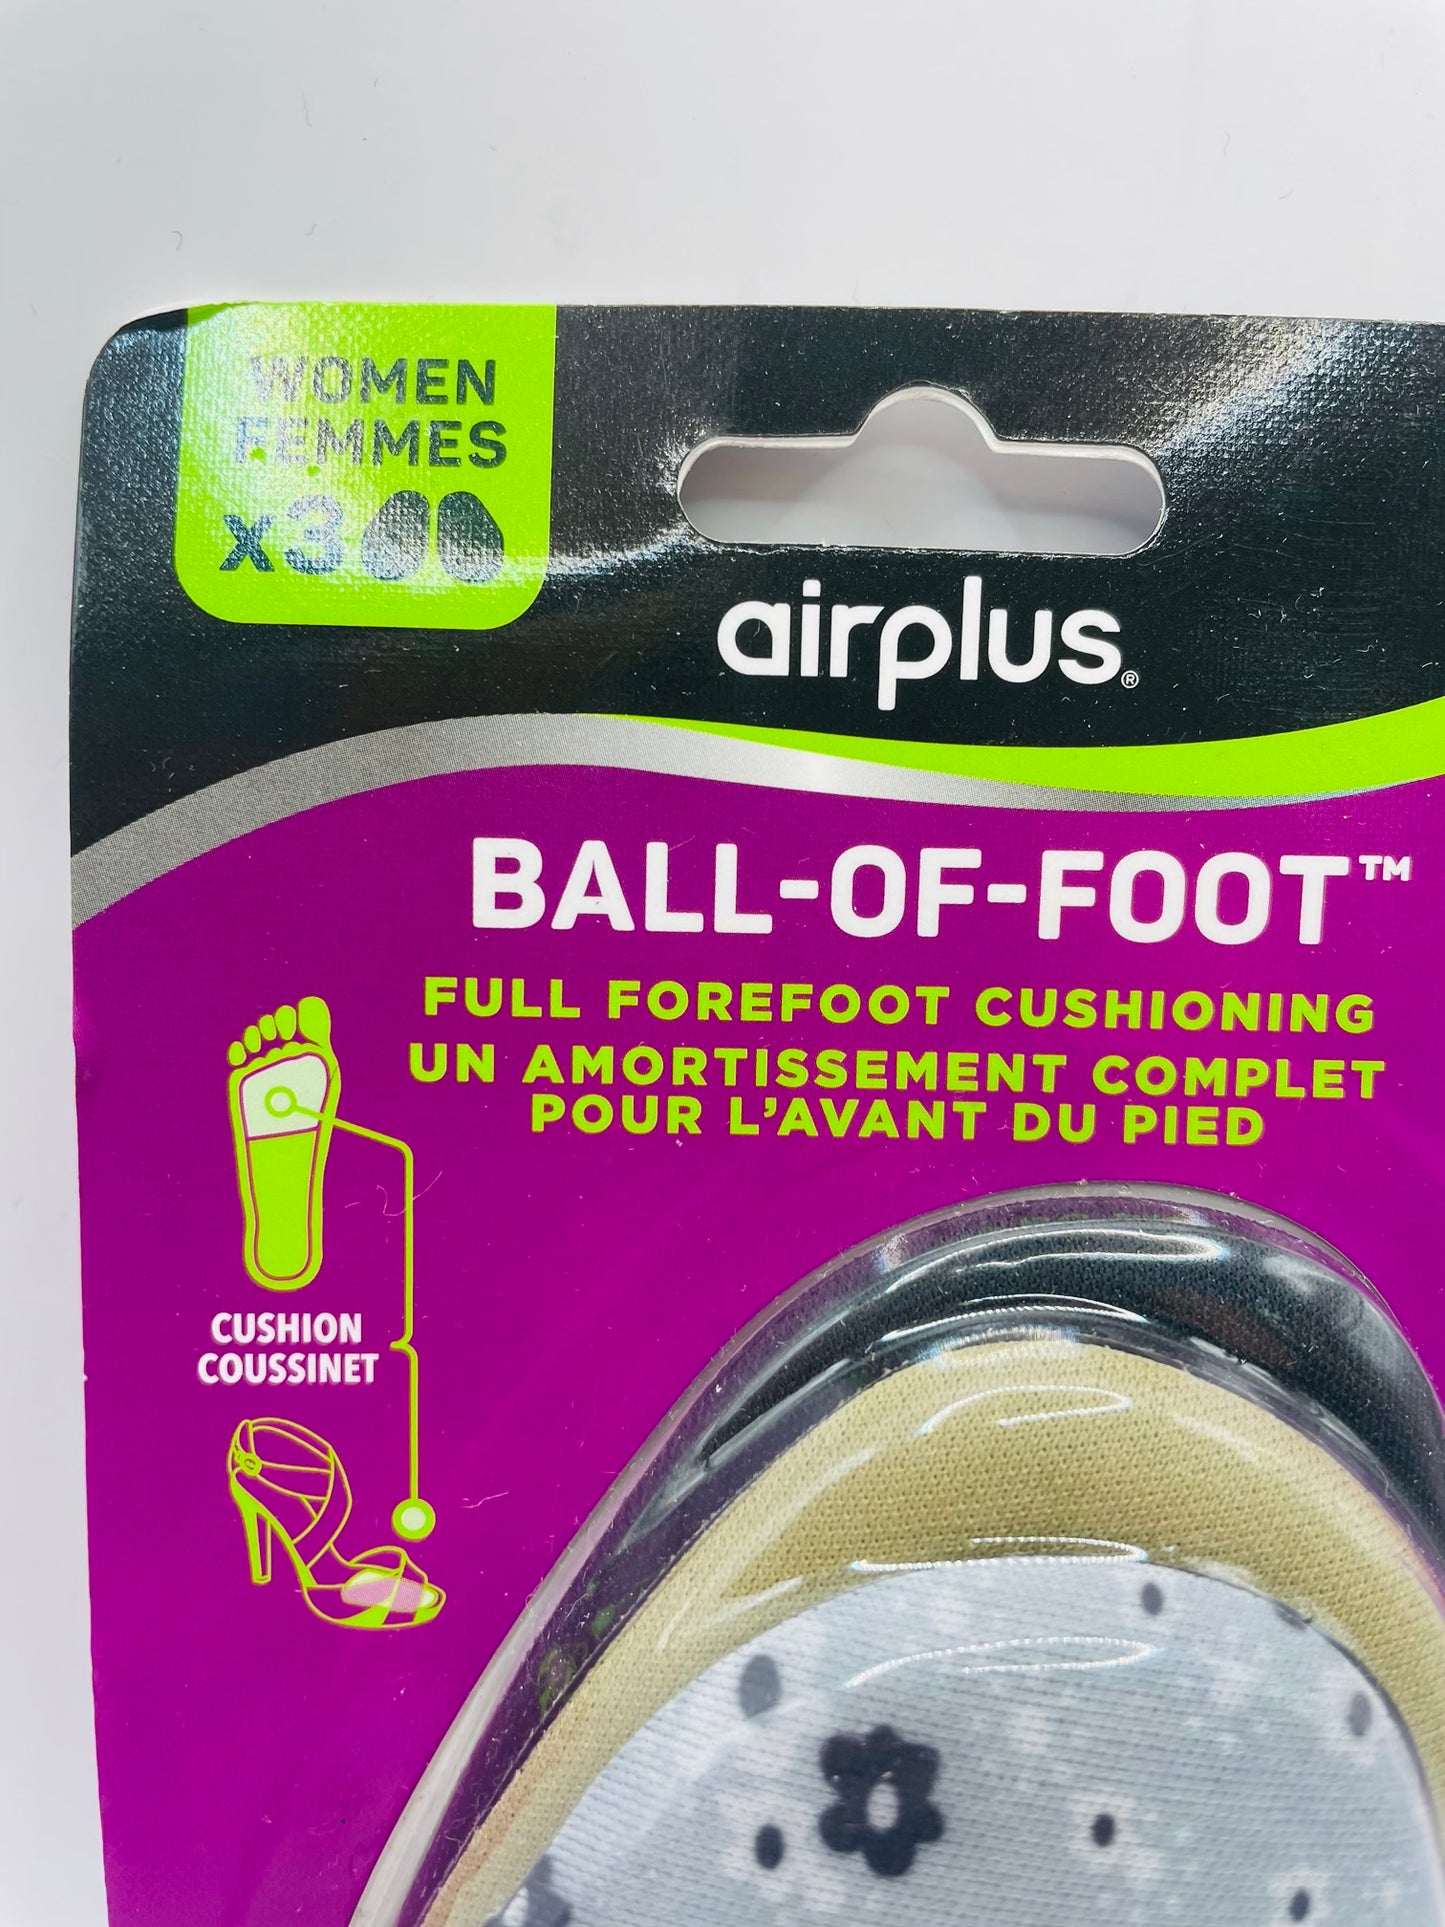 WOMEN
FEMMES
x3
airplus®
BALL-OF-FOOT™
FULL FOREFOOT CUSHIONING
UN AMORTISSEMENT COMPLET
POUR L'AVANT DU PIED
CUSHION
COUSSINET